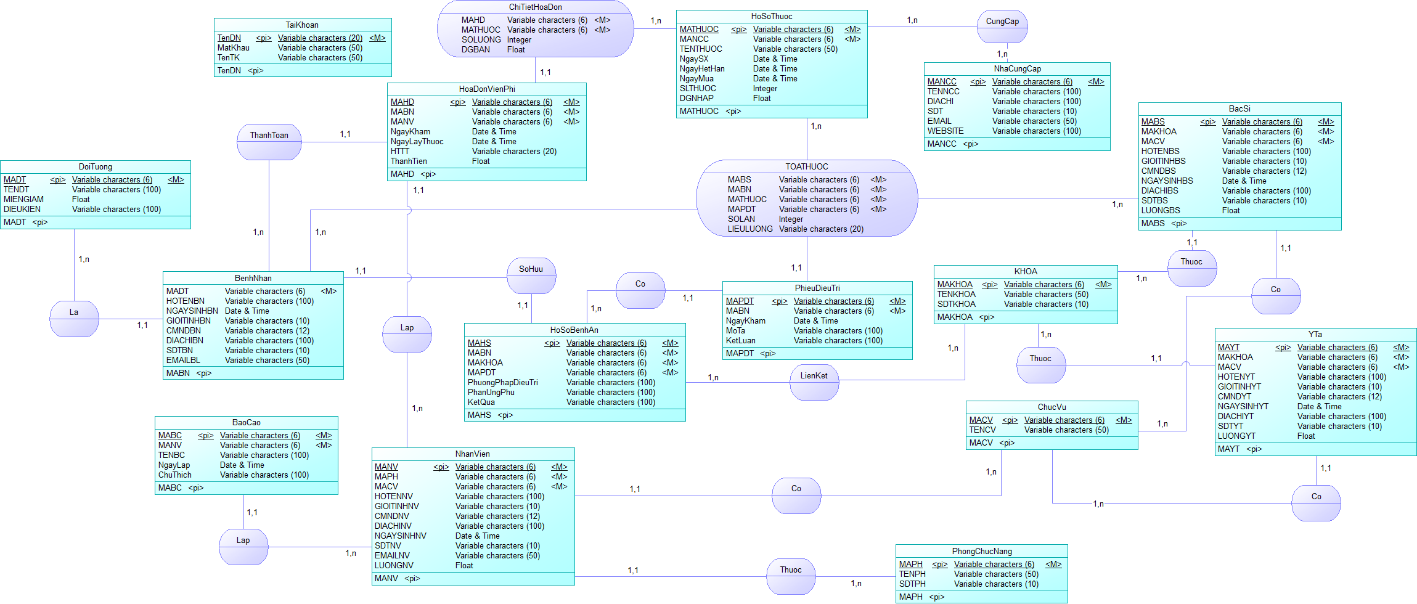 TaiKhoan
TenDN <pi> Variable characters (20) <M>
MatKhau Variable characters (50)
TenTK Variable characters (50)
TenDN <pi>
ChiTietHoaDon
MAHD Variable characters (6) <M>
MATHUOC Variable characters (6) <M>
SOLUONG Integer
DGBAN Float
1,n
1,1
HoSoThuoc
MATHUOC <pi> Variable characters (6) <M>
MANCC Variable characters (6) <M>
TENTHUOC Variable characters (50)
NgaySX Date & Time
NgayHetHan Date & Time
NgayMua Date & Time
SLTHUOC Integer
DGNHAP Float
MATHUOC <pi>
1,n
CungCap
1,n
NhaCungCap
MANCC <pi> Variable characters (6) <M>
TENNCC Variable characters (100)
DIACHI Variable characters (100)
SDT Variable characters (10)
EMAIL Variable characters (50)
WEBSITE Variable characters (100)
MANCC <pi>
HoaDonVienPhi
MAHD <pi> Variable characters (6) <M>
MABN Variable characters (6) <M>
MANV Variable characters (6) <M>
NgayKham Date & Time
NgayLayThuoc Date & Time
HTTT Variable characters (20)
ThanhTien Float
MAHD <pi>
BacSi
MABS <pi> Variable characters (6) <M>
MAKHOA Variable characters (6) <M>
MACV Variable characters (6) <M>
HOTENBS Variable characters (100)
GIOITINHBS Variable characters (10)
CMNDBS Variable characters (12)
NGAYSINHBS Date & Time
DIACHIBS Variable characters (100)
SDTBS Variable characters (10)
LUONGBS Float
MABS <pi>
ThanhToan
1,1
1,n
1,n
TOATHUOC
MABS Variable characters (6) <M>
MABN Variable characters (6) <M>
MATHUOC Variable characters (6) <M>
MAPDT Variable characters (6) <M>
SOLAN Integer
LIEULUONG Variable characters (20)
1,n
1,n
1,1
DoiTuong
MADT <pi> Variable characters (6) <M>
TENDT Variable characters (100)
MIENGIAM Float
DIEUKIEN Variable characters (100)
MADT <pi>
1,n
La
1,1
1,1
BenhNhan
MADT Variable characters (6) <M>
HOTENBN Variable characters (100)
NGAYSINHBN Date & Time
GIOITINHBN Variable characters (10)
CMNDBN Variable characters (12)
DIACHIBN Variable characters (100)
SDTBN Variable characters (10)
EMAILBL Variable characters (50)
MABN <pi>
1,1
SoHuu
1,1
Co
1,n
1,1
PhieuDieuTri
MAPDT <pi> Variable characters (6) <M>
MABN Variable characters (6) <M>
NgayKham Date & Time
MoTa Variable characters (100)
KetLuan Variable characters (100)
MAPDT <pi>
KHOA
MAKHOA <pi> Variable characters (6) <M>
TENKHOA Variable characters (50)
SDTKHOA Variable characters (10)
MAKHOA <pi>
1,1
Thuoc
1,n
1,1
Co
1,n
Lap
1,n
HoSoBenhAn
MAHS <pi> Variable characters (6) <M>
MABN Variable characters (6) <M>
MAKHOA Variable characters (6) <M>
MAPDT Variable characters (6) <M>
PhuongPhapDieuTri Variable characters (100)
PhanUngPhu Variable characters (100)
KetQua Variable characters (100)
MAHS <pi>
1,n
LienKet
1,n
1,n
Thuoc
1,1
YTa
MAYT <pi> Variable characters (6) <M>
MAKHOA Variable characters (6) <M>
MACV Variable characters (6) <M>
HOTENYT Variable characters (100)
GIOITINHYT Variable characters (10)
CMNDYT Variable characters (12)
NGAYSINHYT Date & Time
DIACHIYT Variable characters (100)
SDTYT Variable characters (10)
LUONGYT Float
MAYT <pi>
1,1
Co
1,n
ChucVu
MACV <pi> Variable characters (6) <M>
TENCV Variable characters (50)
MACV <pi>
1,n
BaoCao
MABC <pi> Variable characters (6) <M>
MANV Variable characters (6) <M>
TENBC Variable characters (100)
NgayLap Date & Time
ChuThich Variable characters (100)
MABC <pi>
1,1
Lap
1,n
NhanVien
MANV <pi> Variable characters (6) <M>
MAPH Variable characters (6) <M>
MACV Variable characters (6) <M>
HOTENNV Variable characters (100)
GIOITINHNV Variable characters (10)
CMNDNV Variable characters (12)
DIACHINV Variable characters (100)
NGAYSINHNV Date & Time
SDTNV Variable characters (10)
EMAILNV Variable characters (50)
LUONGNV Float
MANV <pi>
1,1
Co
1,1
Thuoc
1,n
PhongChucNang
MAPH <pi> Variable characters (6) <M>
TENPH Variable characters (50)
SDTPH Variable characters (10)
MAPH <pi>